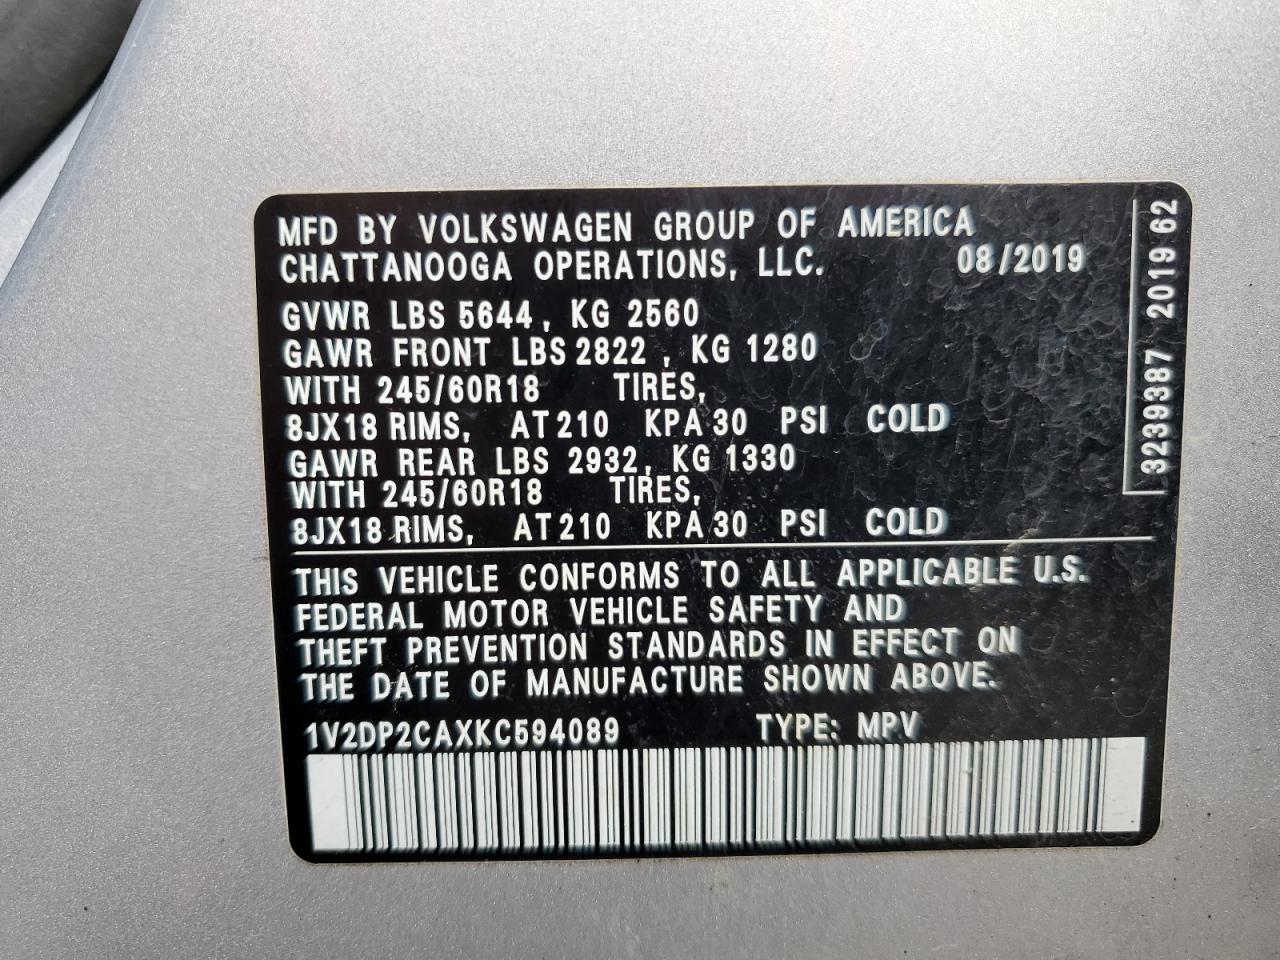 MFD BY VOLKSWAGEN GROUP OF AMERICA
CHATTANOOGA OPERATIONS, LLC. 08/2019
GVWR LBS 5644, KG 2560
GAWR FRONT LBS 2822 , KG 1280
WITH 245/60R18 TIRES,
8JX18 RIMS, AT 210 KPA 30 PSI COLD
GAWR REAR LBS 2932, KG 1330
WITH 245/60R18 TIRES,
8JX18 RIMS, AT 210 KPA 30 PSI COLD
THIS VEHICLE CONFORMS TO ALL APPLICABLE U.S.
FEDERAL MOTOR VEHICLE SAFETY AND
THEFT PREVENTION STANDARDS IN EFFECT ON
THE DATE OF MANUFACTURE SHOWN ABOVE.
1V2DP2CAXKC594089 TYPE: MPV
3239387 2019 62